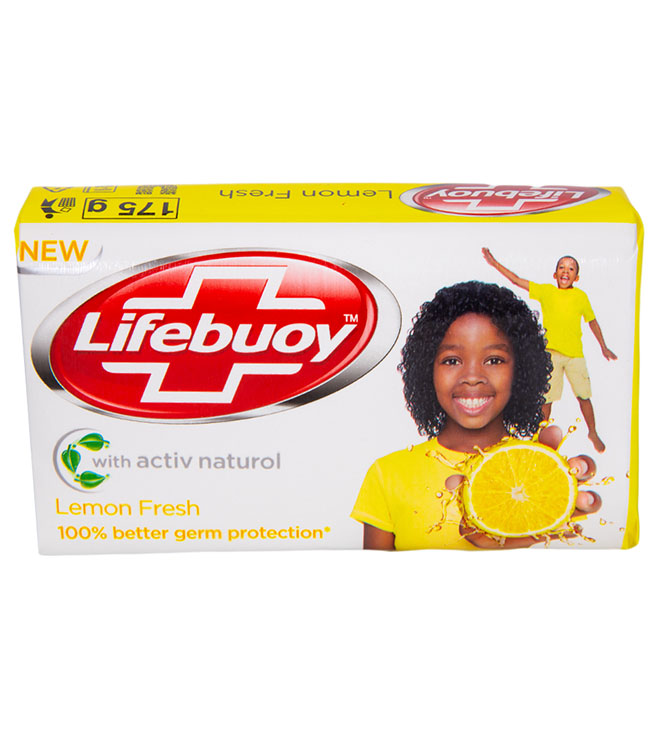 175 g
Lemon Fresh
Lifebuoy
NEW
Lifebuoy™
with activ naturol
Lemon Fresh
100% better germ protection*